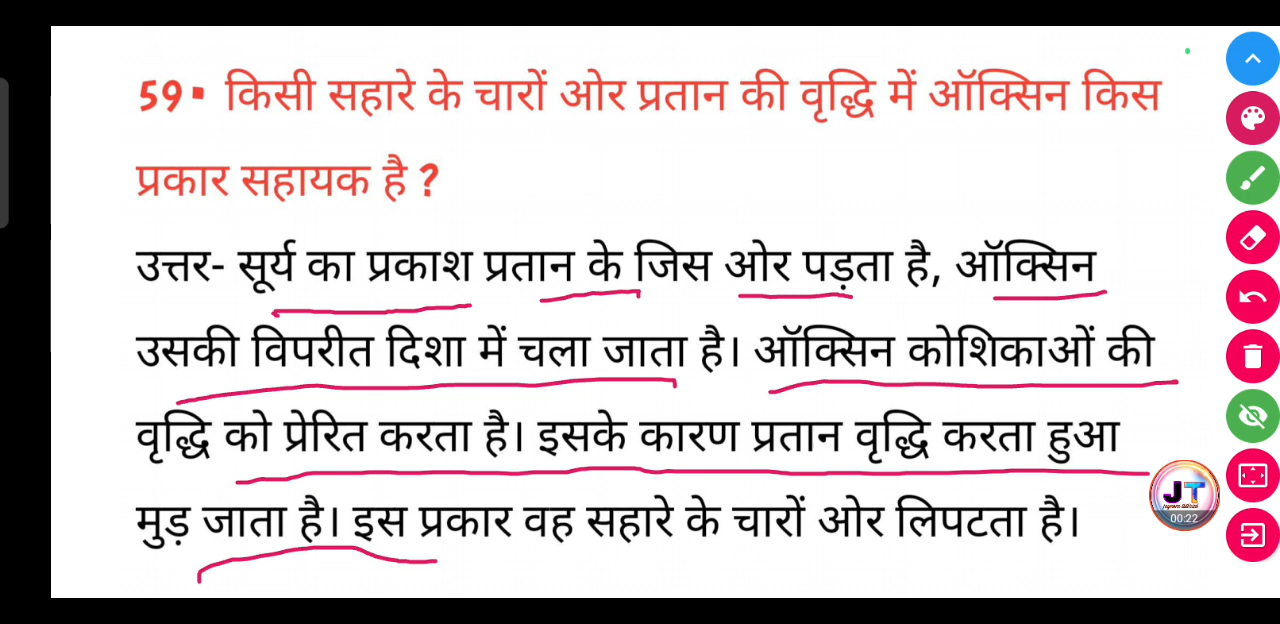 59. किसी सहारे के चारों ओर प्रतान की वृद्धि में ऑक्सिन किस
प्रकार सहायक है ?
उत्तर- सूर्य का प्रकाश प्रतान के जिस ओर पड़ता है, ऑक्सिन
उसकी विपरीत दिशा में चला जाता है। ऑक्सिन कोशिकाओं की
वृद्धि को प्रेरित करता है। इसके कारण प्रतान वृद्धि करता हुआ
मुड़ जाता है। इस प्रकार वह सहारे के चारों ओर लिपटता है।
JT
00:22